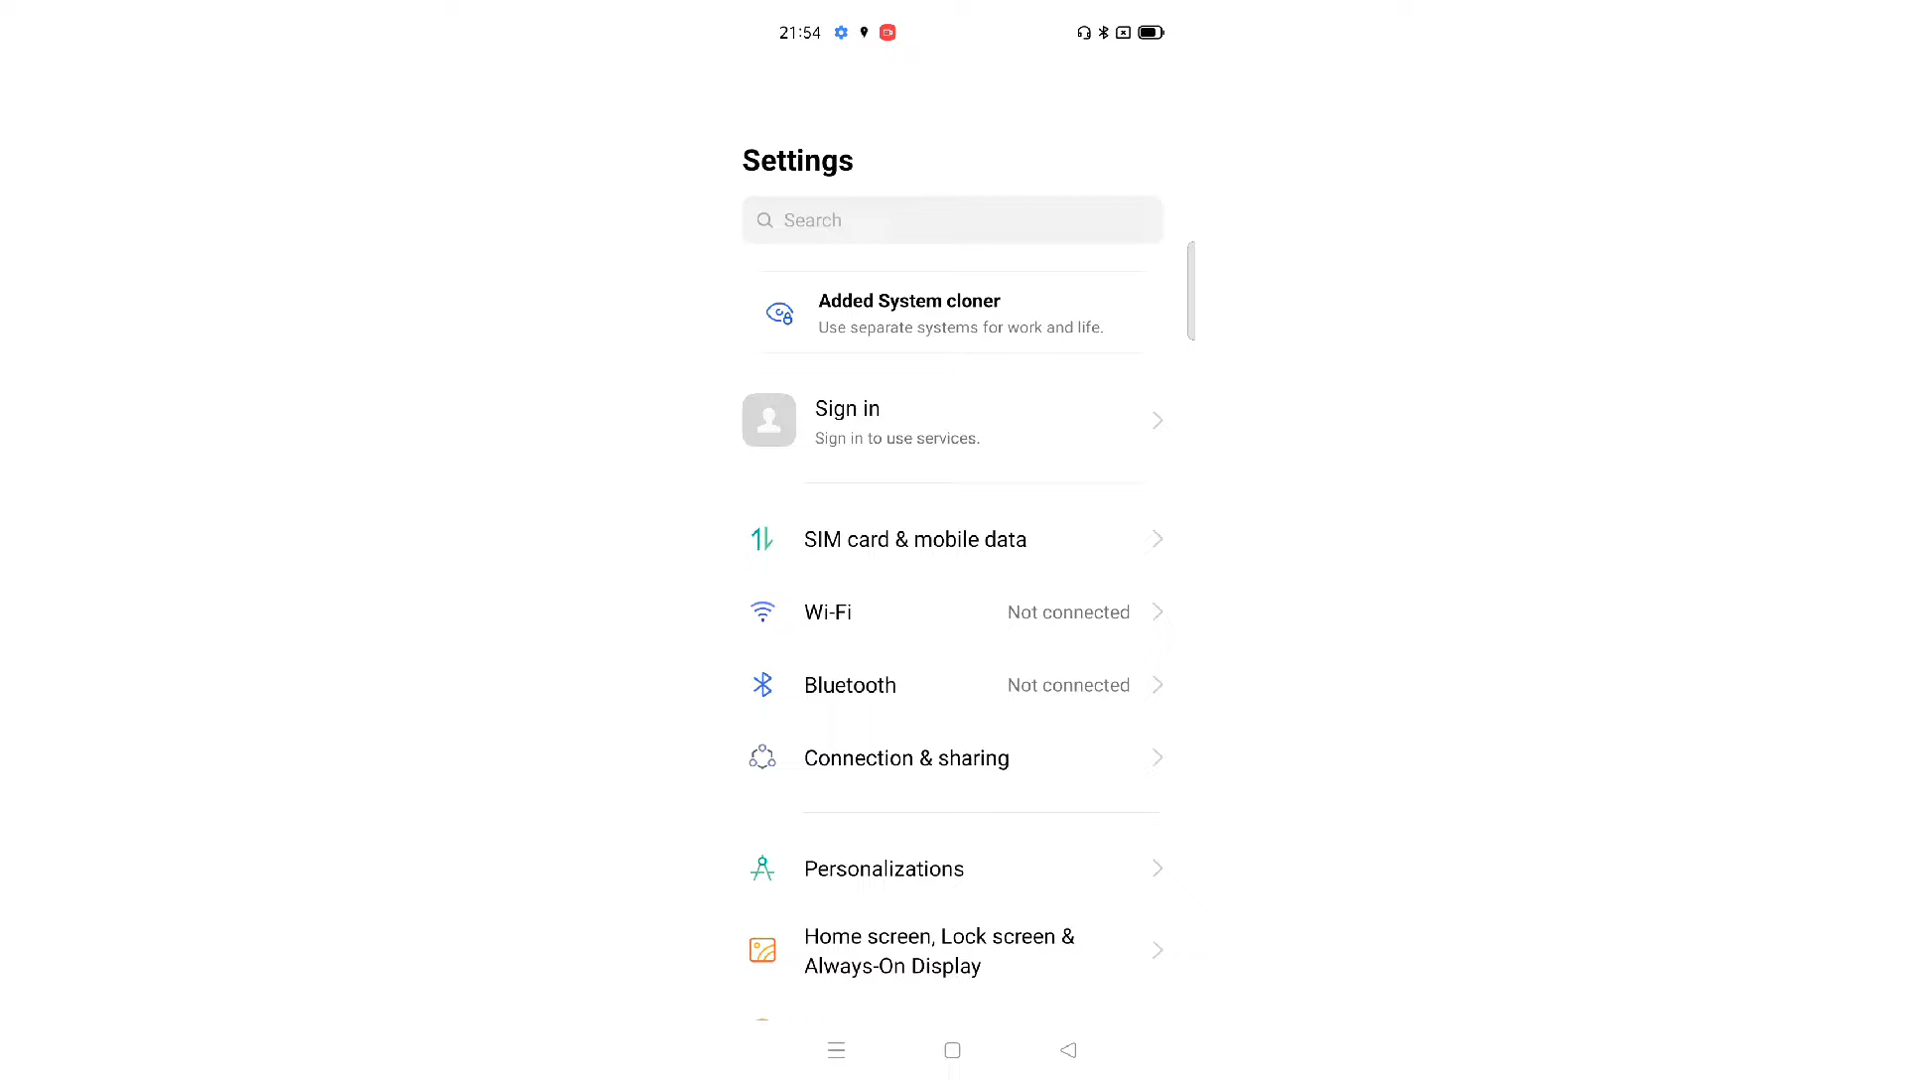 21:54
Settings
Search
Added System cloner
Use separate systems for work and life.
Sign in
Sign in to use services.
SIM card & mobile data
Wi-Fi Not connected
Bluetooth Not connected
Connection & sharing
Personalizations
Home screen, Lock screen &
Always-On Display